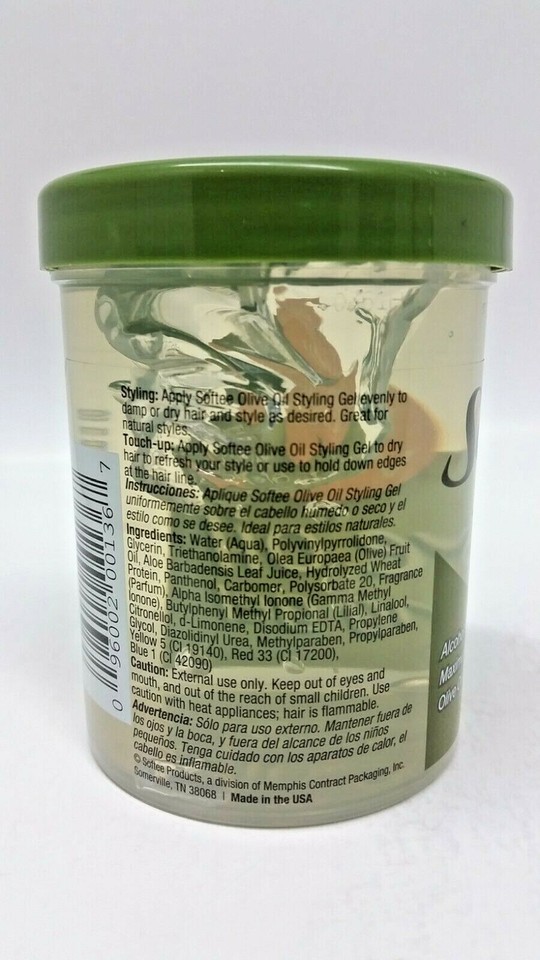 Styling: Apply Softee Olive Oil Styling Gel evenly to
damp or dry hair and style as desired. Great for
natural styles.
Touch-up: Apply Softee Olive Oil Styling Gel to dry
hair to refresh your style or use to hold down edges
at the hair line.
Instrucciones: Aplique Softee Olive Oil Styling Gel
uniformemente sobre el cabello húmedo o seco y el
estilo como se desee. Ideal para estilos naturales.
Ingredients: Water (Aqua), Polyvinylpyrrolidone,
Glycerin, Triethanolamine, Olea Europaea (Olive) Fruit
Oil, Aloe Barbadensis Leaf Juice, Hydrolyzed Wheat
Protein, Panthenol, Carbomer, Polysorbate 20, Fragrance
(Parfum), Alpha Isomethyl Ionone (Gamma Methyl
Ionone), Butylphenyl Methyl Propional (Lilial), Linalool,
Citronellol, d-Limonene, Disodium EDTA, Propylene
Glycol, Diazolidinyl Urea, Methylparaben, Propylparaben,
Yellow 5 (CI 19140), Red 33 (CI 17200),
Blue 1 (CI 42090)
Caution: External use only. Keep out of eyes and
mouth, and out of the reach of small children. Use
caution with heat appliances; hair is flammable.
Advertencia: Sólo para uso externo. Mantener fuera de
los ojos y la boca, y fuera del alcance de los niños
pequeños. Tenga cuidado con los aparatos de calor, el
cabello es inflamable.
© Softee Products, a division of Memphis Contract Packaging, Inc.
Somerville, TN 38068 | Made in the USA
0 96002 00136 7
S
Alcoho
Maxim
Olive